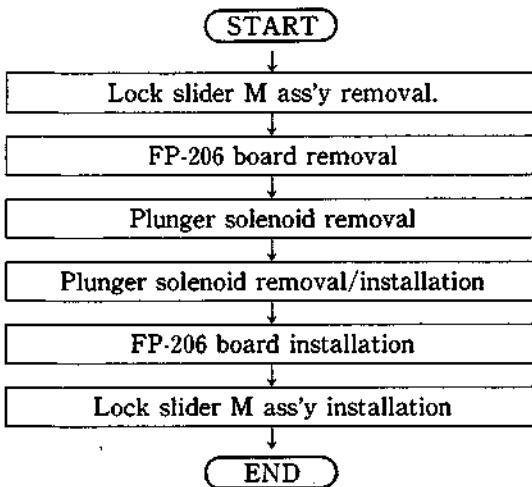 START
Lock slider M ass'y removal.
FP-206 board removal
Plunger solenoid removal
Plunger solenoid removal/installation
FP-206 board installation
Lock slider M ass'y installation
END